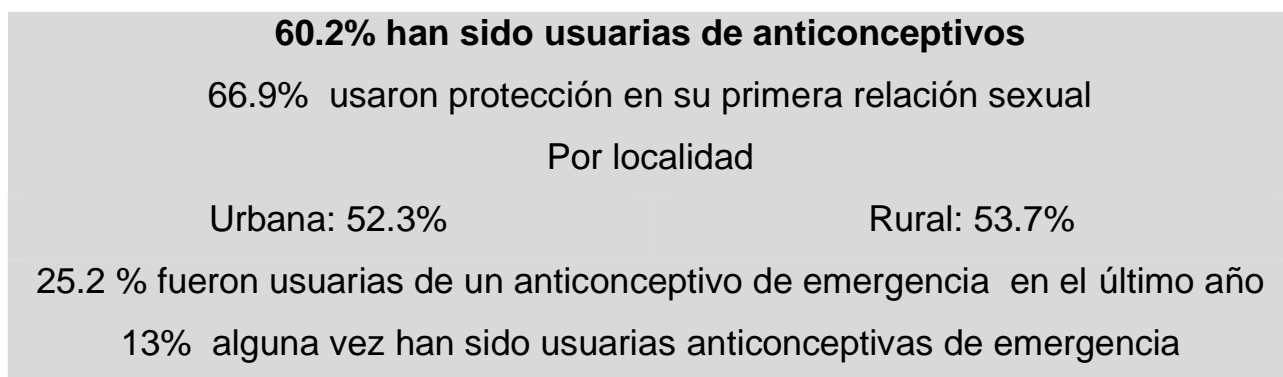 60.2% han sido usuarias de anticonceptivos
66.9% usaron protección en su primera relación sexual
Por localidad
Urbana: 52.3% Rural: 53.7%
25.2 % fueron usuarias de un anticonceptivo de emergencia en el último año
13% alguna vez han sido usuarias anticonceptivas de emergencia